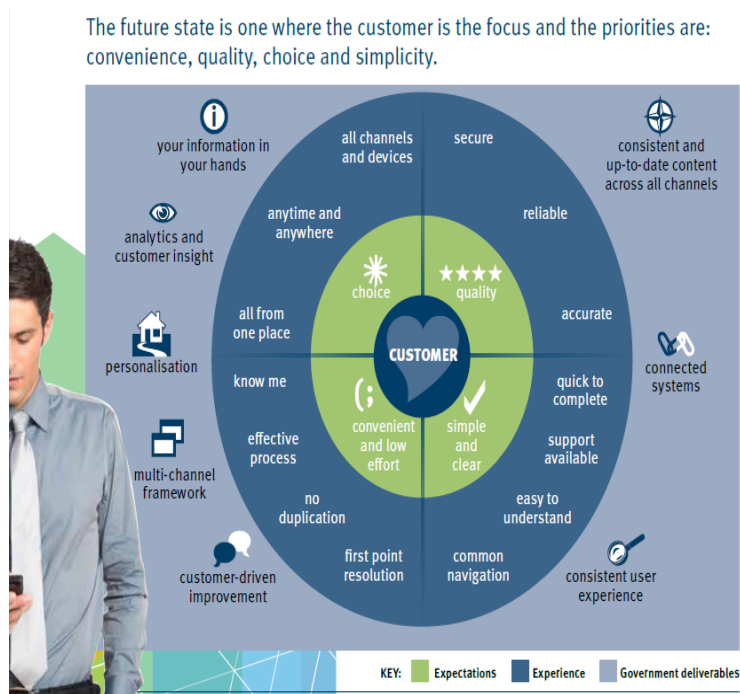 The future state is one where the customer is the focus and the priorities are:
convenience, quality, choice and simplicity.
your information in
your hands
analytics and
customer insight
personalisation
multi-channel
framework
customer-driven
improvement
all channels
and devices
anytime and
anywhere
all from
one place
secure
reliable
accurate
choice
quality
CUSTOMER
convenient
and low
effort
simple
and
clear
know me
effective
process
no
duplication
first point
resolution
quick to
complete
support
available
easy to
understand
common
navigation
consistent and
up-to-date content
across all channels
connected
systems
consistent user
experience
KEY: Expectations Experience Government deliverables